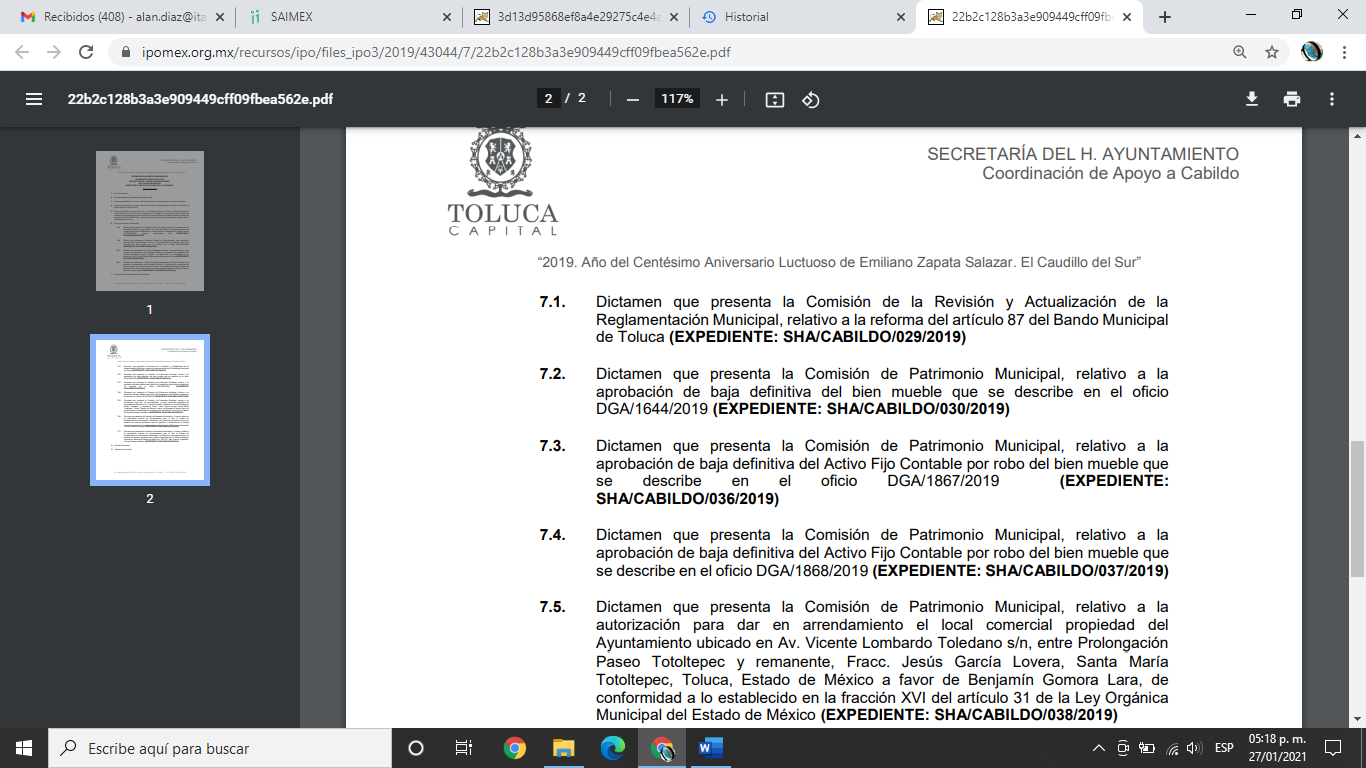 Recibidos (408) - alan.diaz@ita
SAIMEX
3d13d95868ef8a4e29275c4e4a
Historial
22b2c128b3a3e909449cff09fb
ipomex.org.mx/recursos/ipo/files_ipo3/2019/43044/7/22b2c128b3a3e909449cff09fbea562e.pdf
22b2c128b3a3e909449cff09fbea562e.pdf
2 / 2
117%
1
2
TOLUCA
CAPITAL
SECRETARÍA DEL H. AYUNTAMIENTO
Coordinación de Apoyo a Cabildo
“2019. Año del Centésimo Aniversario Luctuoso de Emiliano Zapata Salazar. El Caudillo del Sur”
7.1. Dictamen que presenta la Comisión de la Revisión y Actualización de la
Reglamentación Municipal, relativo a la reforma del artículo 87 del Bando Municipal
de Toluca (EXPEDIENTE: SHA/CABILDO/029/2019)
7.2. Dictamen que presenta la Comisión de Patrimonio Municipal, relativo a la
aprobación de baja definitiva del bien mueble que se describe en el oficio
DGA/1644/2019 (EXPEDIENTE: SHA/CABILDO/030/2019)
7.3. Dictamen que presenta la Comisión de Patrimonio Municipal, relativo a la
aprobación de baja definitiva del Activo Fijo Contable por robo del bien mueble que
se describe en el oficio DGA/1867/2019 (EXPEDIENTE:
SHA/CABILDO/036/2019)
7.4. Dictamen que presenta la Comisión de Patrimonio Municipal, relativo a la
aprobación de baja definitiva del Activo Fijo Contable por robo del bien mueble que
se describe en el oficio DGA/1868/2019 (EXPEDIENTE: SHA/CABILDO/037/2019)
7.5. Dictamen que presenta la Comisión de Patrimonio Municipal, relativo a la
autorización para dar en arrendamiento el local comercial propiedad del
Ayuntamiento ubicado en Av. Vicente Lombardo Toledano s/n, entre Prolongación
Paseo Totoltepec y remanente, Fracc. Jesús García Lovera, Santa María
Totoltepec, Toluca, Estado de México a favor de Benjamín Gomora Lara, de
conformidad a lo establecido en la fracción XVI del artículo 31 de la Ley Orgánica
Municipal del Estado de México (EXPEDIENTE: SHA/CABILDO/038/2019)
Escribe aquí para buscar
ESP
05:18 p. m.
27/01/2021